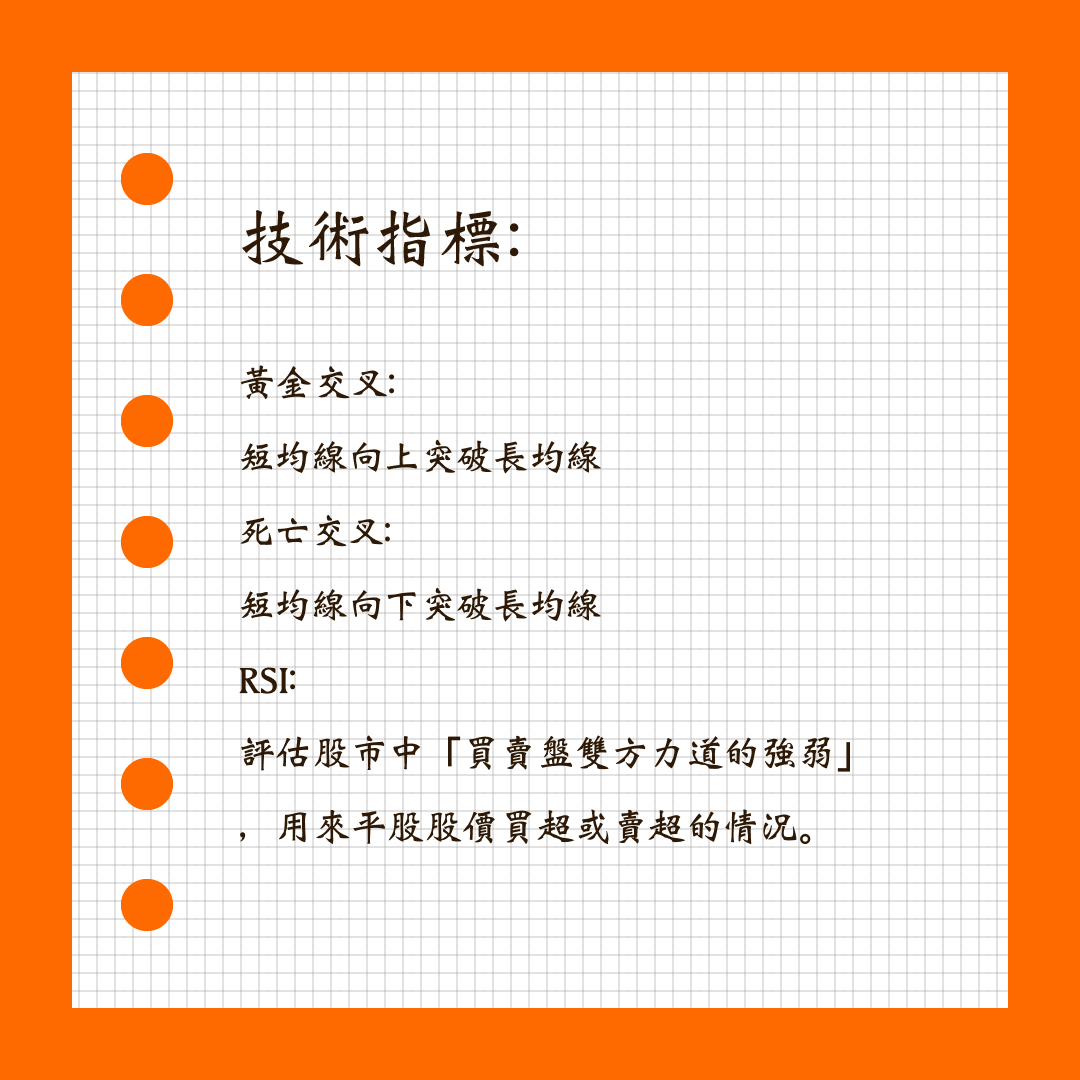 技術指標:
黃金交叉:
短均線向上突破長均線
死亡交叉:
短均線向下突破長均線
RSI:
評估股市中「買賣盤雙方力道的強弱」
，用來平股股價買超或賣超的情況。